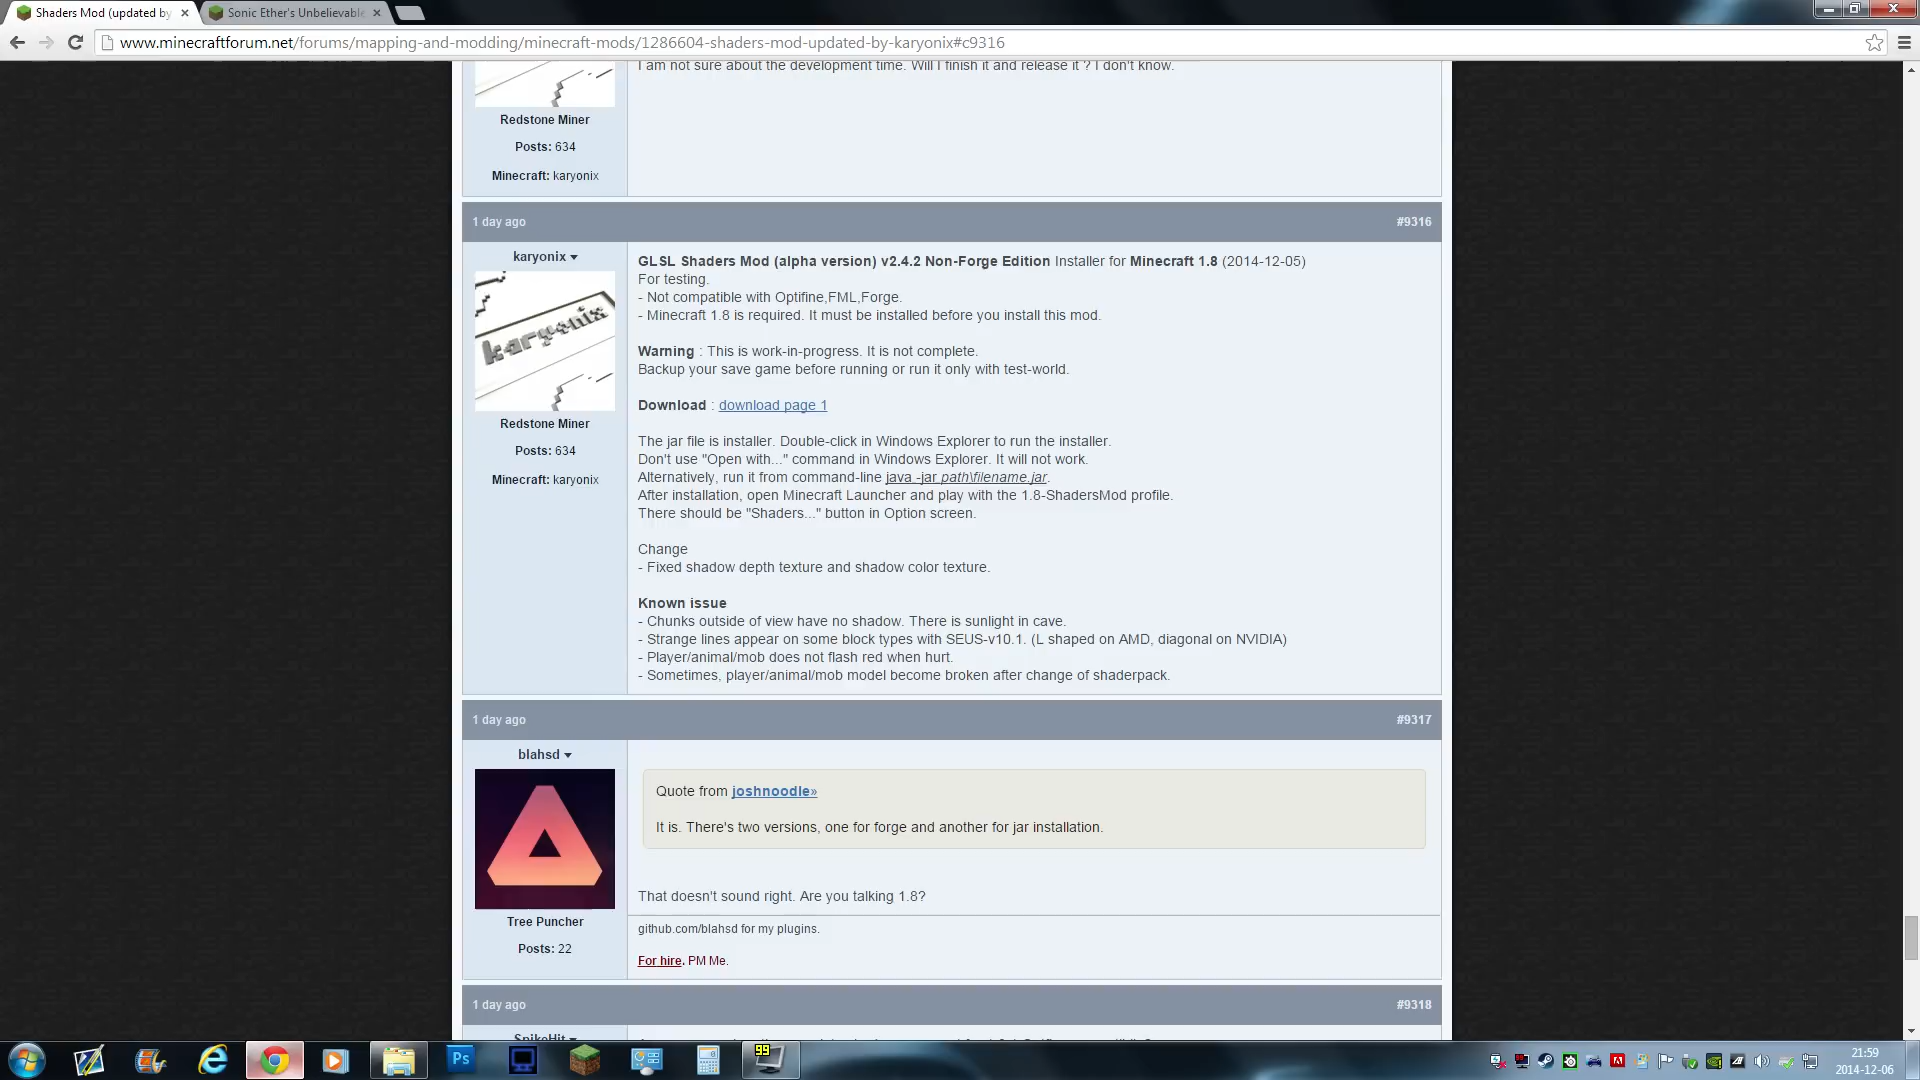 Shaders Mod (updated by
Sonic Ether's Unbelievable
www.minecraftforum.net/forums/mapping-and-modding/minecraft-mods/1286604-shaders-mod-updated-by-karyonix#c9316
I am not sure about the development time. Will I finish it and release it ? I don't know.
Redstone Miner
Posts: 634
Minecraft: karyonix
1 day ago
#9316
karyonix
karyonix
Redstone Miner
Posts: 634
Minecraft: karyonix
GLSL Shaders Mod (alpha version) v2.4.2 Non-Forge Edition Installer for Minecraft 1.8 (2014-12-05)
For testing.
- Not compatible with Optifine,FML,Forge.
- Minecraft 1.8 is required. It must be installed before you install this mod.
Warning : This is work-in-progress. It is not complete.
Backup your save game before running or run it only with test-world.
Download : download page 1
The jar file is installer. Double-click in Windows Explorer to run the installer.
Don't use "Open with..." command in Windows Explorer. It will not work.
Alternatively, run it from command-line java -jar path\filename.jar.
After installation, open Minecraft Launcher and play with the 1.8-ShadersMod profile.
There should be "Shaders..." button in Option screen.
Change
- Fixed shadow depth texture and shadow color texture.
Known issue
- Chunks outside of view have no shadow. There is sunlight in cave.
- Strange lines appear on some block types with SEUS-v10.1. (L shaped on AMD, diagonal on NVIDIA)
- Player/animal/mob does not flash red when hurt.
- Sometimes, player/animal/mob model become broken after change of shaderpack.
1 day ago
#9317
blahsd
Tree Puncher
Posts: 22
Quote from joshnoodle»
It is. There's two versions, one for forge and another for jar installation.
That doesn't sound right. Are you talking 1.8?
github.com/blahsd for my plugins.
For hire. PM Me.
1 day ago
#9318
SpikeHit
Ps
99
21:59
2014-12-06